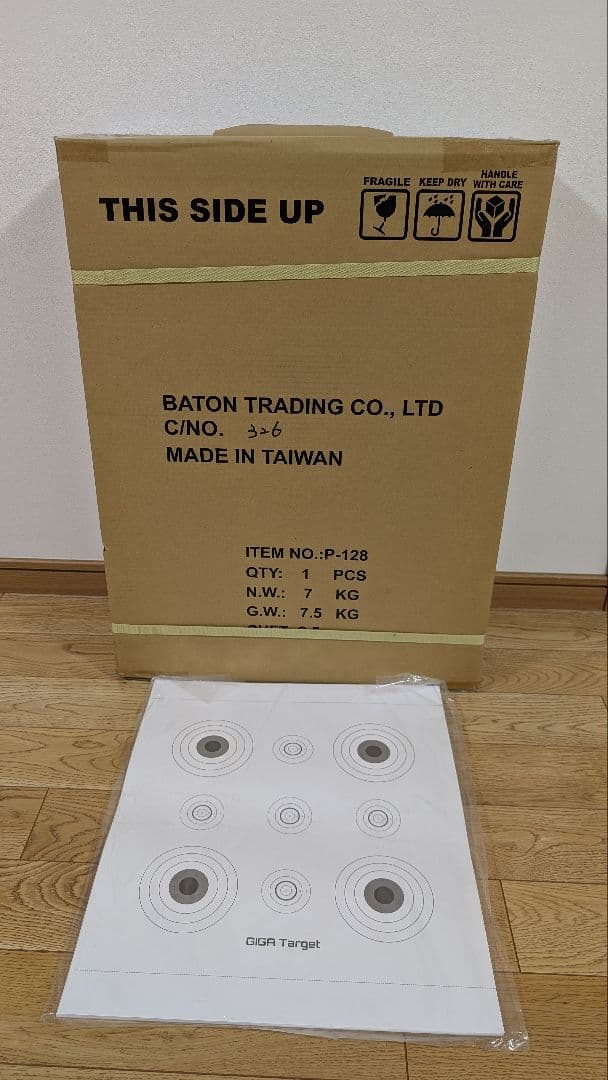 FRAGILE KEEP DRY HANDLE WITH CARE
THIS SIDE UP
BATON TRADING CO., LTD
C/NO. 326
MADE IN TAIWAN
ITEM NO.:P-128
QTY: 1 PCS
N.W.: 7 KG
G.W.: 7.5 KG
GIGA Target